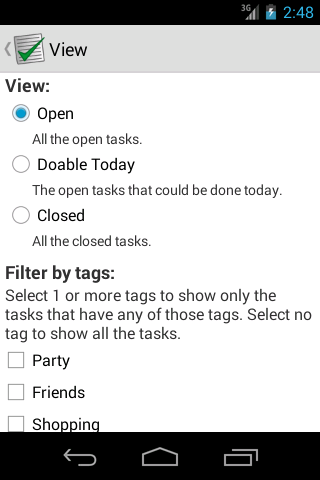 3G
2:48
View
View:
Open
All the open tasks.
Doable Today
The open tasks that could be done today.
Closed
All the closed tasks.
Filter by tags:
Select 1 or more tags to show only the
tasks that have any of those tags. Select no
tag to show all the tasks.
Party
Friends
Shopping